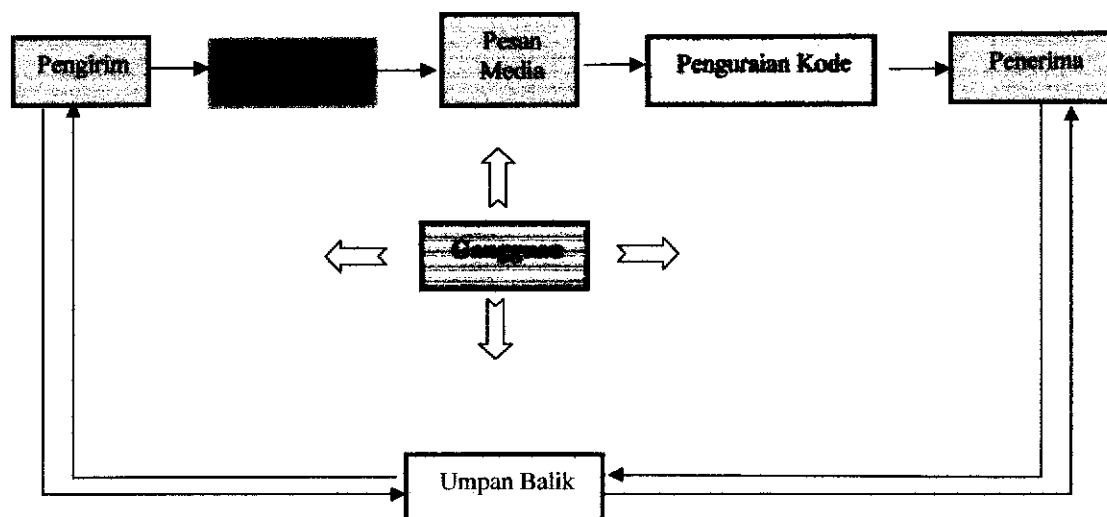 Pengirim
Pesan
Media
Penguraian Kode
Penerima
Gangguan
Umpan Balik